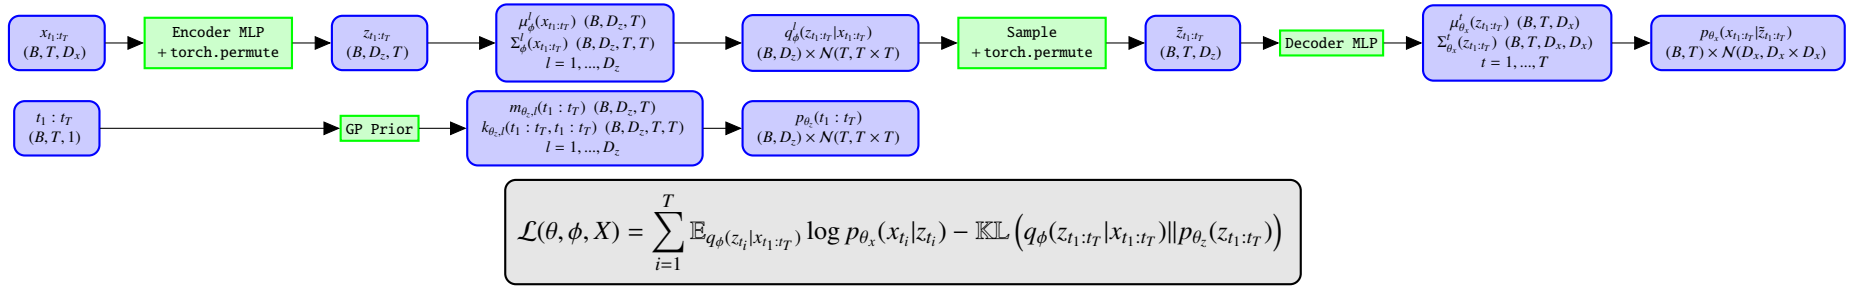 x_{t_1:t_T}
(B, T, D_x)
Encoder MLP
+ torch.permute
z_{t_1:t_T}
(B, D_z, T)
μ^l_ϕ(x_{t_1:t_T}) (B, D_z, T)
Σ^l_ϕ(x_{t_1:t_T}) (B, D_z, T, T)
l = 1, ..., D_z
q^l_ϕ(z_{t_1:t_T}|x_{t_1:t_T})
(B, D_z) × 𝒩(T, T × T)
Sample
+ torch.permute
z̃_{t_1:t_T}
(B, T, D_z)
Decoder MLP
μ^t_{θ_x}(z_{t_1:t_T}) (B, T, D_x)
Σ^t_{θ_x}(z_{t_1:t_T}) (B, T, D_x, D_x)
t = 1, ..., T
p_{θ_x}(x_{t_1:t_T}|z̃_{t_1:t_T})
(B, T) × 𝒩(D_x, D_x × D_x)
t_1 : t_T
(B, T, 1)
GP Prior
m_{θ_z,l}(t_1 : t_T) (B, D_z, T)
k_{θ_z,l}(t_1 : t_T, t_1 : t_T) (B, D_z, T, T)
l = 1, ..., D_z
p_{θ_z}(t_1 : t_T)
(B, D_z) × 𝒩(T, T × T)
ℒ(θ, ϕ, X) = ∑_{i=1}^{T} 𝔼_{q_ϕ(z_{t_i}|x_{t_1:t_T})} log p_{θ_x}(x_{t_i}|z_{t_i}) − 𝕂𝕃 (q_ϕ(z_{t_1:t_T}|x_{t_1:t_T})||p_{θ_z}(z_{t_1:t_T}))